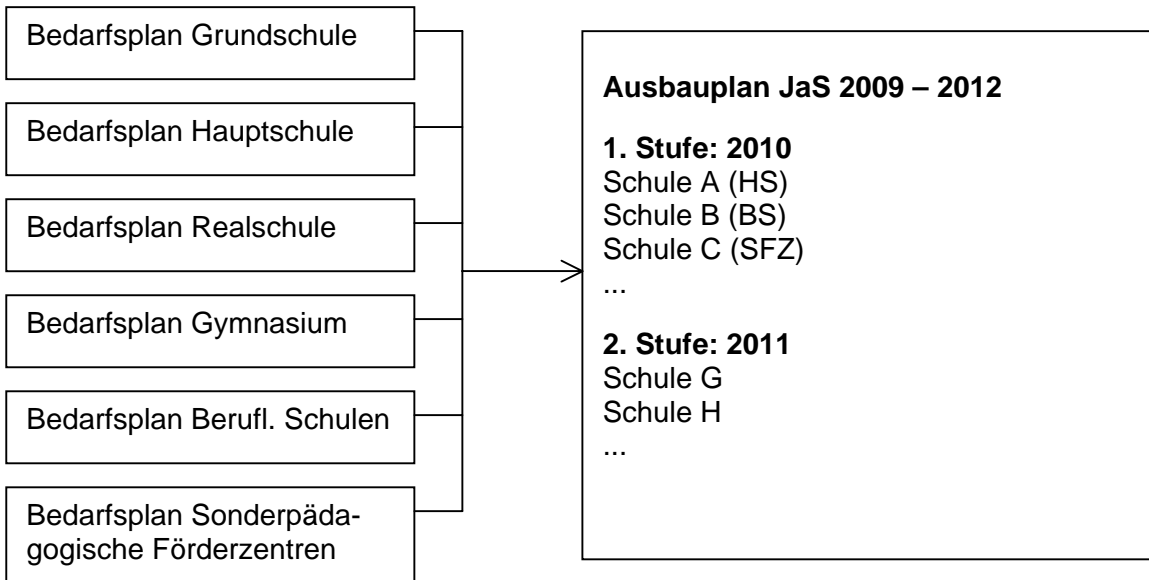 Bedarfsplan Grundschule
Bedarfsplan Hauptschule
Bedarfsplan Realschule
Bedarfsplan Gymnasium
Bedarfsplan Berufl. Schulen
Bedarfsplan Sonderpäda-
gogische Förderzentren
Ausbauplan JaS 2009 – 2012
1. Stufe: 2010
Schule A (HS)
Schule B (BS)
Schule C (SFZ)
...
2. Stufe: 2011
Schule G
Schule H
...